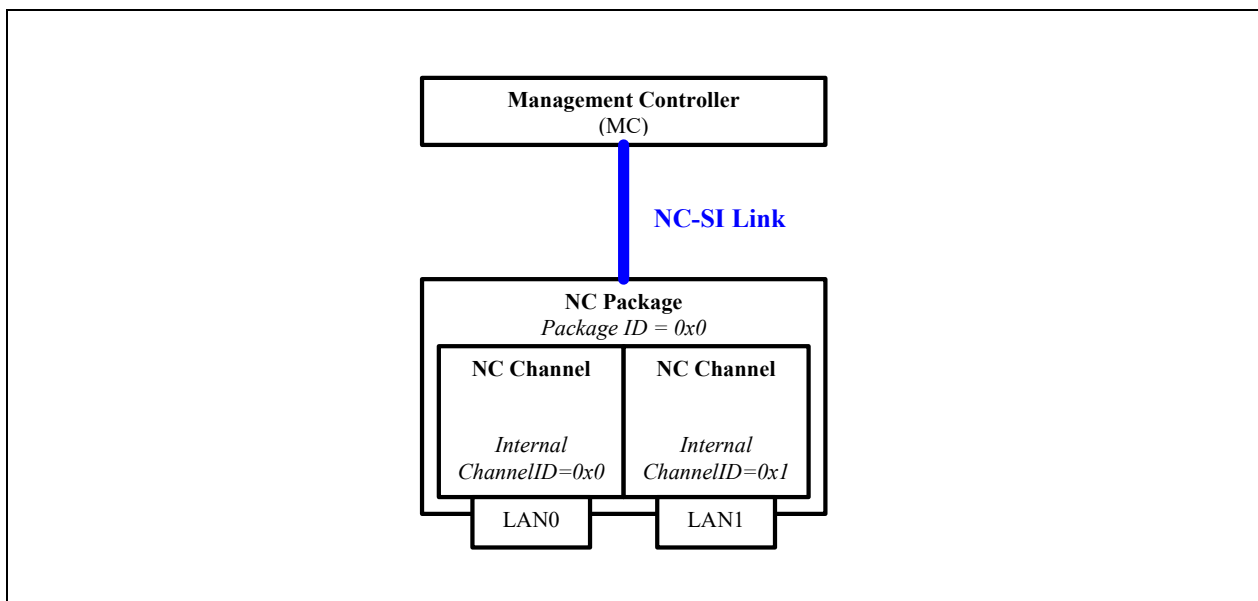 Management Controller
(MC)
NC-SI Link
NC Package
Package ID = 0x0
NC Channel
Internal
ChannelID=0x0
NC Channel
Internal
ChannelID=0x1
LAN0
LAN1